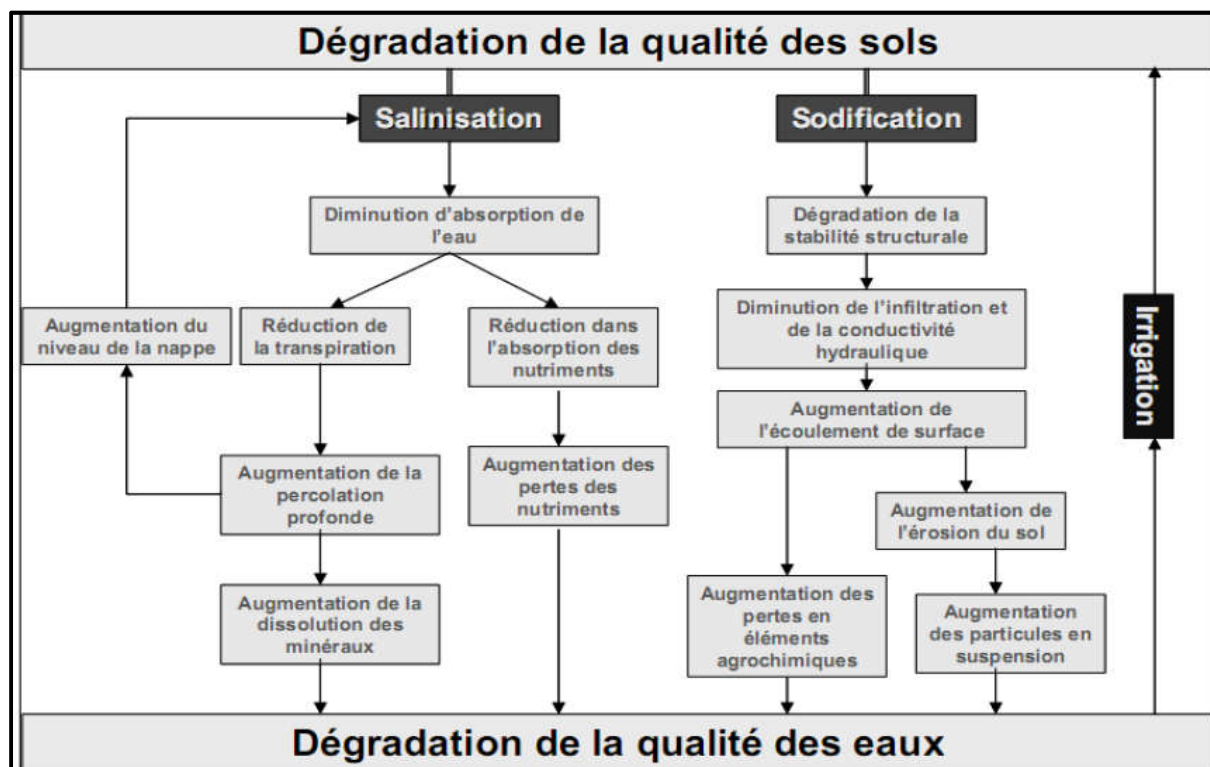 Dégradation de la qualité des sols
Salinisation
Sodification
Diminution d'absorption de
l'eau
Dégradation de la
stabilité structurale
Augmentation du
niveau de la nappe
Réduction de
la transpiration
Réduction dans
l'absorption des
nutriments
Diminution de l'infiltration et
de la conductivité
hydraulique
Irrigation
Augmentation de
l'écoulement de surface
Augmentation de la
percolation
profonde
Augmentation des
pertes des
nutriments
Augmentation de
l'érosion du sol
Augmentation de la
dissolution des
minéraux
Augmentation des
pertes en
éléments
agrochimiques
Augmentation
des particules en
suspension
Dégradation de la qualité des eaux